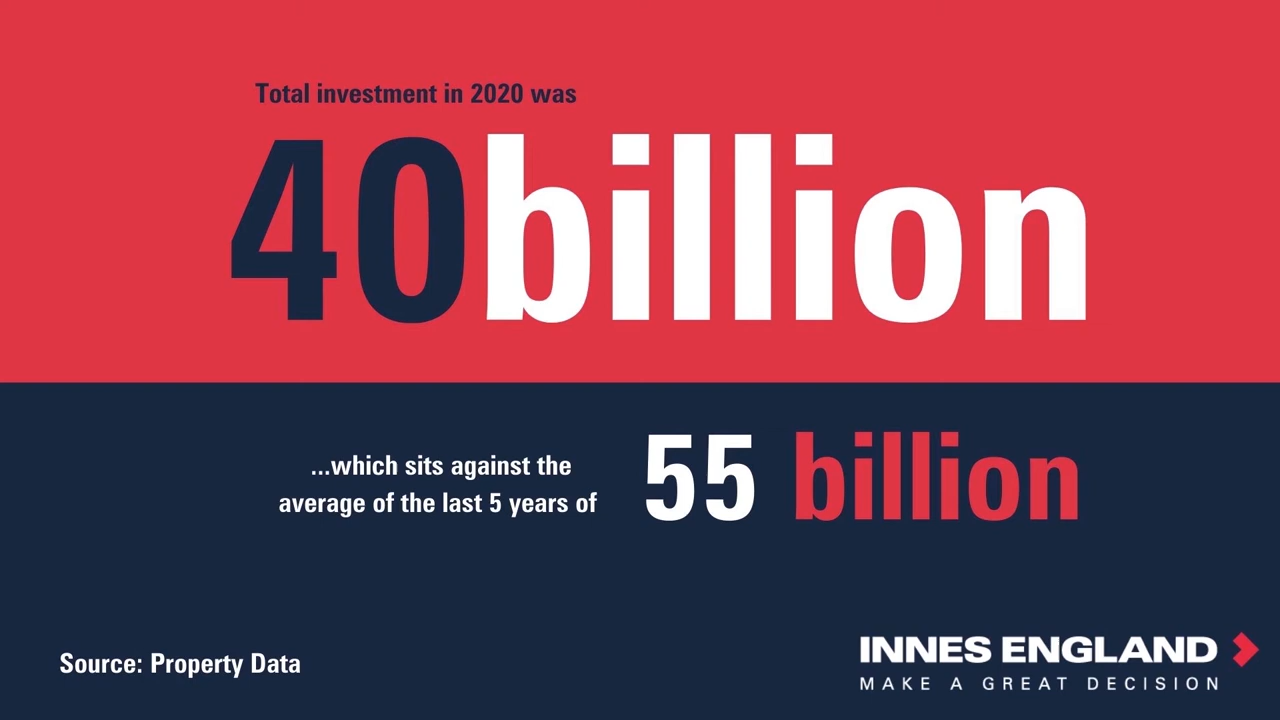 Total investment in 2020 was
40billion
...which sits against the
average of the last 5 years of
55 billion
Source: Property Data
INNES ENGLAND
MAKE A GREAT DECISION